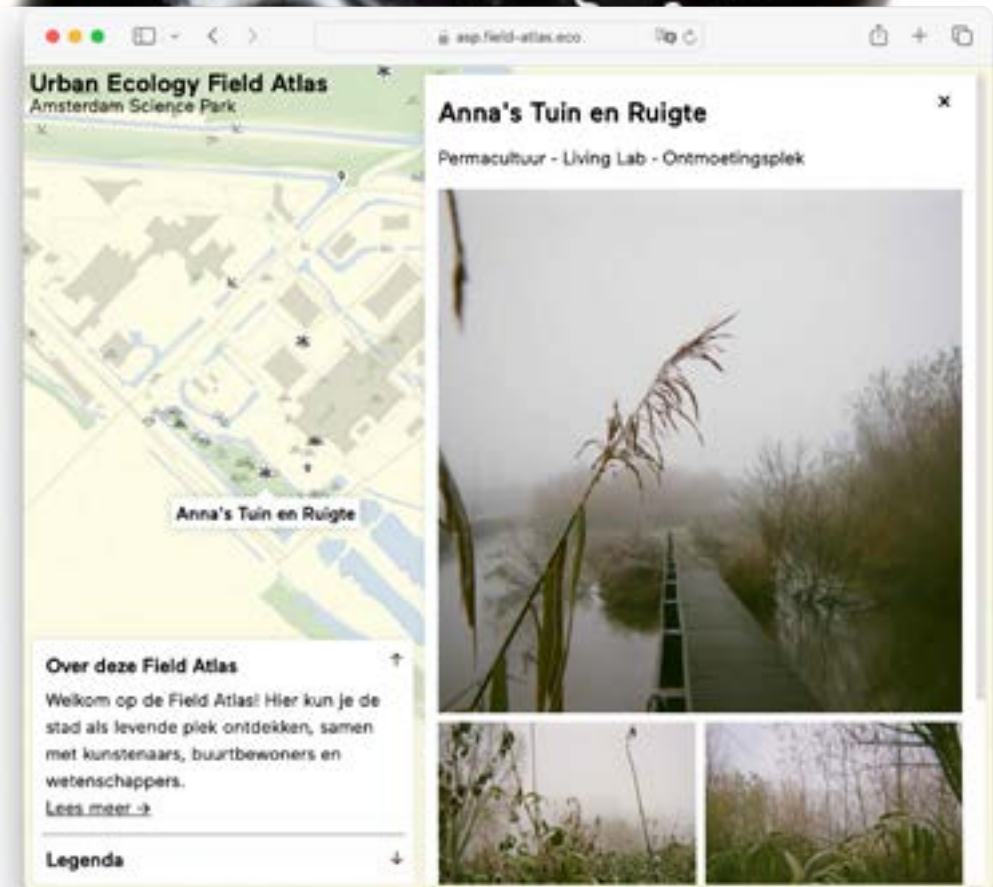 asp.field-atlas.eco
Urban Ecology Field Atlas
Amsterdam Science Park
Anna's Tuin en Ruigte
Over deze Field Atlas
Welkom op de Field Atlas! Hier kun je de
stad als levende plek ontdekken, samen
met kunstenaars, buurtbewoners en
wetenschappers.
Lees meer →
Legenda
Anna's Tuin en Ruigte
Permacultuur - Living Lab - Ontmoetingsplek